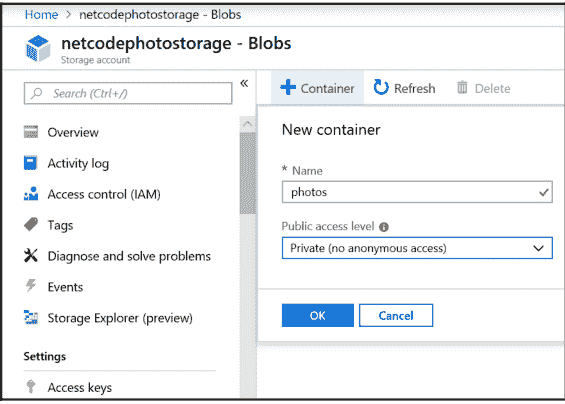 Home > netcodephotostorage - Blobs
netcodephotostorage - Blobs
Storage account
Search (Ctrl+/)
«
Overview
Activity log
Access control (IAM)
Tags
Diagnose and solve problems
Events
Storage Explorer (preview)
Settings
Access keys
+ Container
Refresh
Delete
New container
* Name
photos
Public access level
Private (no anonymous access)
OK
Cancel